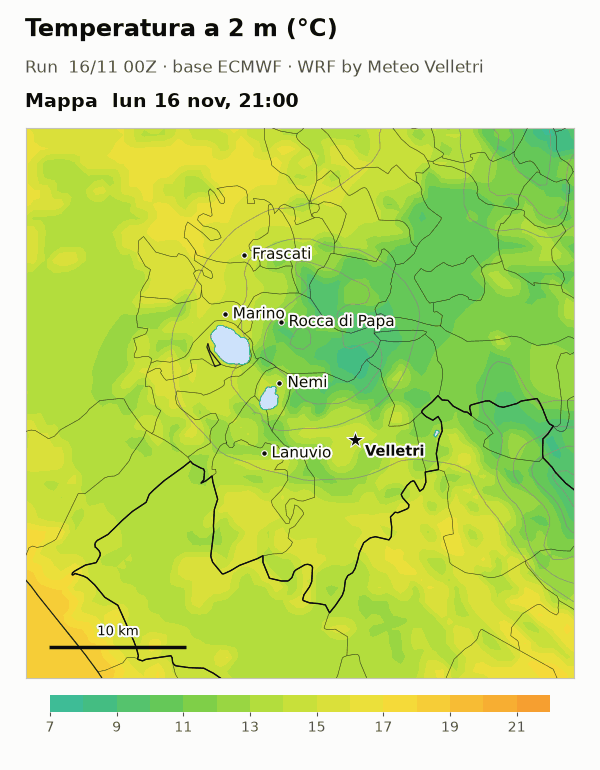 Temperatura a 2 m (°C)
Run  16/11 00Z · base ECMWF · WRF by Meteo Velletri
Mappa  lun 16 nov, 21:00
Frascati
Marino
Rocca di Papa
Nemi
Velletri
Lanuvio
10 km
7 9 11 13 15 17 19 21